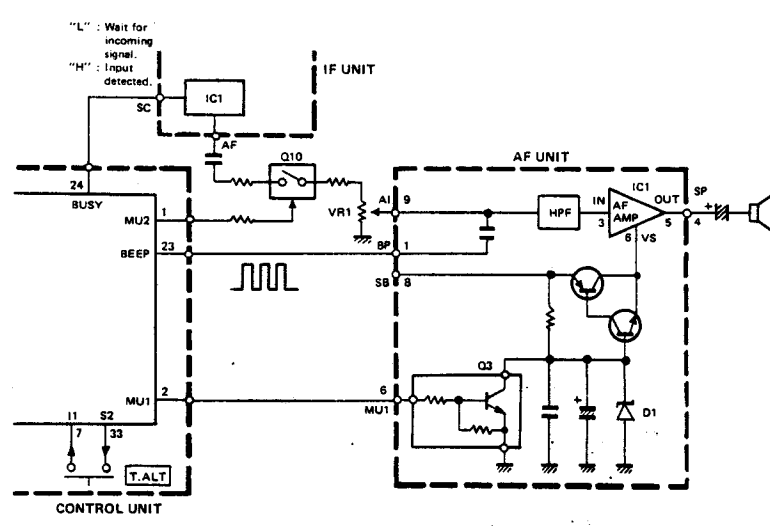 "L" : Wait for
incoming
signal.
"H" : Input
detected.
IF UNIT
IC1
SC
AF
Q10
24
BUSY
MU2
1
VR1
BEEP
23
MU1
2
I1
S2
7
33
T.ALT
CONTROL UNIT
AF UNIT
AI
9
HPF
IN
3
IC1
AF
AMP
6
VS
OUT
5
SP
4
+
BP
1
SB
8
6
MU1
Q3
+
D1